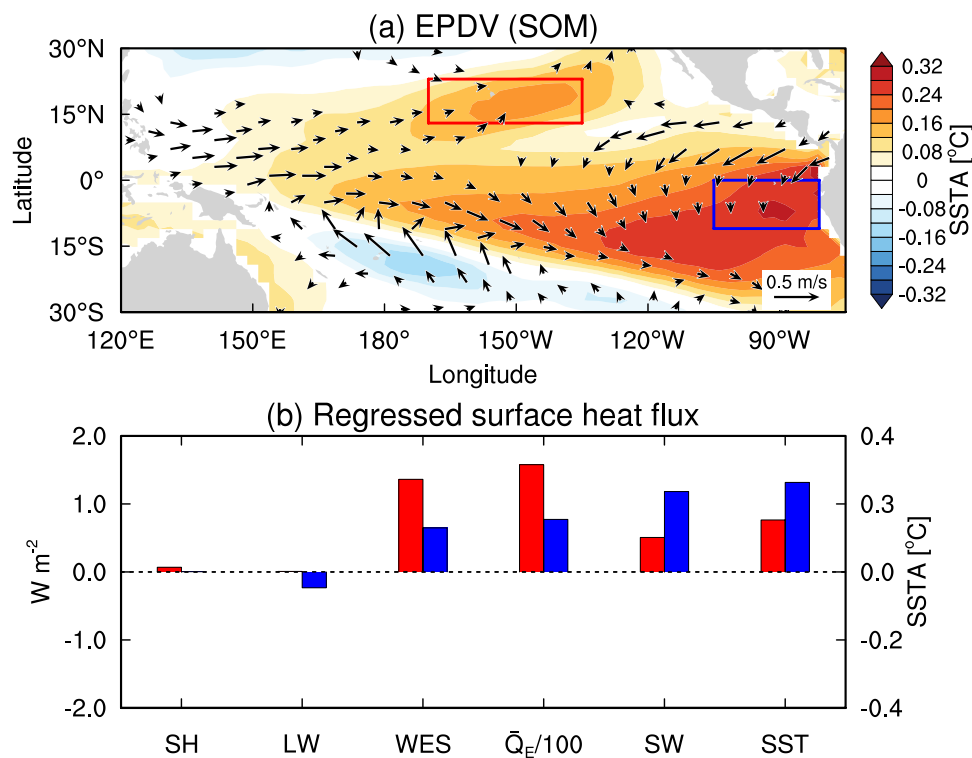 (a) EPDV (SOM)
30°N
15°N
0°
15°S
30°S
Latitude
120°E
150°E
180°
150°W
120°W
90°W
Longitude
0.5 m/s
0.32
0.24
0.16
0.08
0
-0.08
-0.16
-0.24
-0.32
SSTA [°C]
(b) Regressed surface heat flux
2.0
1.0
0.0
-1.0
-2.0
W m⁻²
0.4
0.3
0.0
-0.2
-0.4
SSTA [°C]
SH
LW
WES
Q̄_E/100
SW
SST